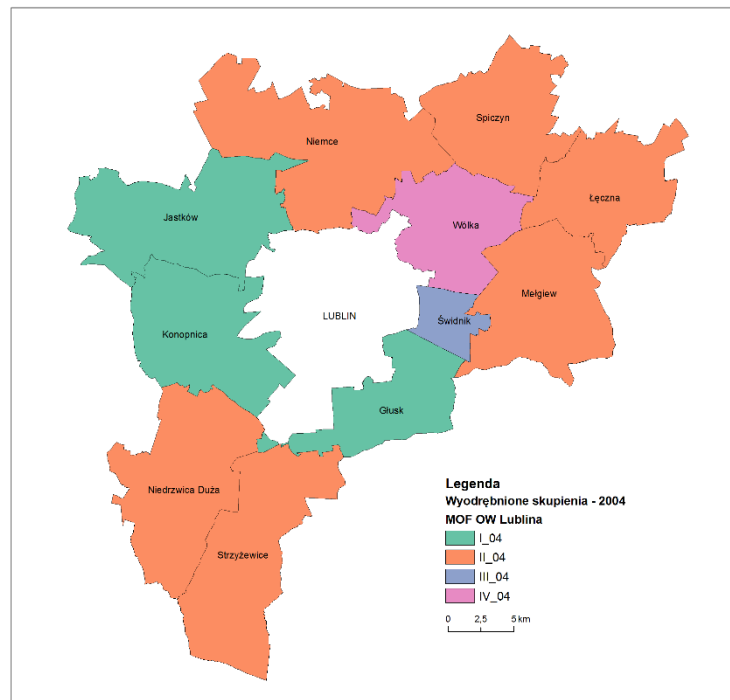 Spiczyn
Niemce
Łęczna
Jastków
Wólka
Mełgiew
LUBLIN
Świdnik
Konopnica
Głusk
Niedrzwica Duża
Strzyżewice
Legenda
Wyodrębnione skupienia - 2004
MOF OW Lublina
I_04
II_04
III_04
IV_04
0 2,5 5 km